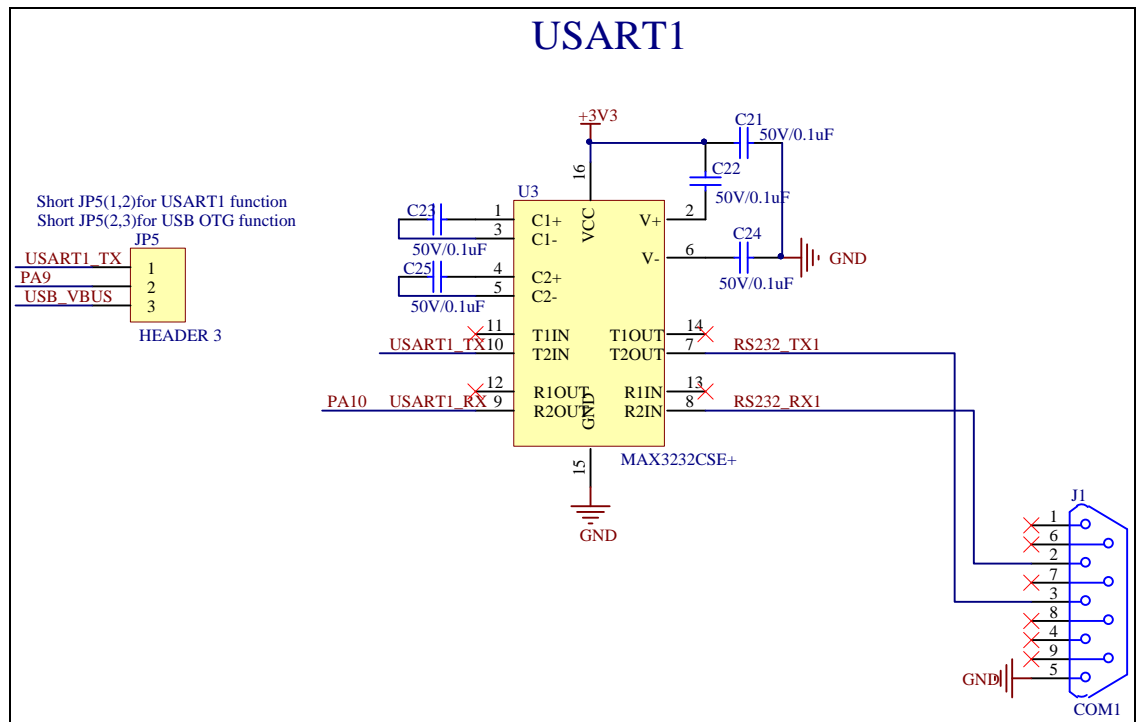 USART1
+3V3
C21
50V/0.1uF
C22
50V/0.1uF
16
U3
VCC
Short JP5(1,2)for USART1 function
Short JP5(2,3)for USB OTG function
JP5
USART1_TX
1
PA9
2
USB_VBUS
3
HEADER 3
C23
1
C1+
3
C1-
50V/0.1uF
V+
2
C24
V-
6
GND
50V/0.1uF
C25
4
C2+
5
C2-
50V/0.1uF
11
T1IN
T1OUT
14
USART1_TX
10
T2IN
T2OUT
7
RS232_TX1
12
R1OUT
R1IN
13
PA10
USART1_RX
9
R2OUT
GND
R2IN
8
RS232_RX1
MAX3232CSE+
15
GND
J1
1
6
2
7
3
8
4
9
GND
5
COM1